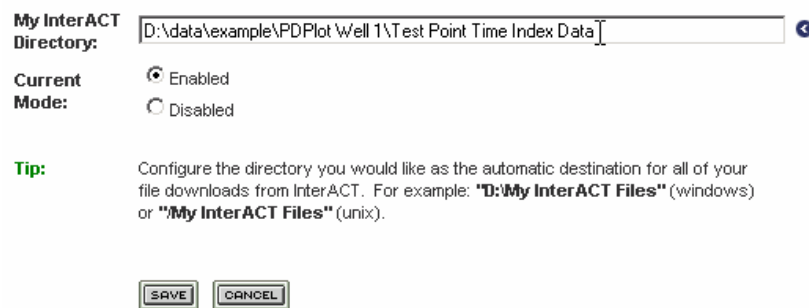 My InterACT
Directory:
D:\data\example\PDPlot Well 1\Test Point Time Index Data
Current
Mode:
Enabled
Disabled
Tip:
Configure the directory you would like as the automatic destination for all of your
file downloads from InterACT. For example: "D:\My InterACT Files" (windows)
or "/My InterACT Files" (unix).
SAVE
CANCEL